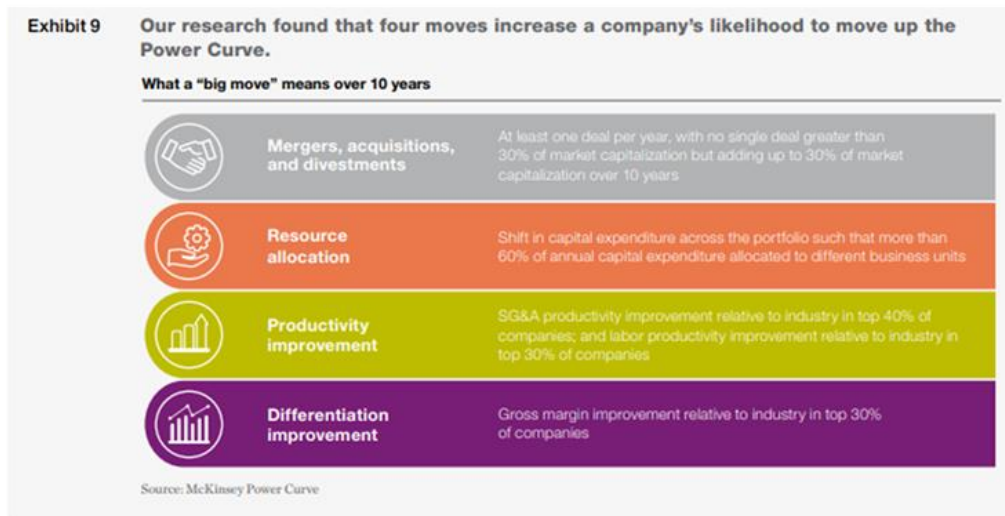 Exhibit 9
Our research found that four moves increase a company's likelihood to move up the
Power Curve.
What a "big move" means over 10 years
Mergers, acquisitions,
and divestments
At least one deal per year, with no single deal greater than
30% of market capitalization but adding up to 30% of market
capitalization over 10 years
Resource
allocation
Shift in capital expenditure across the portfolio such that more than
60% of annual capital expenditure allocated to different business units
Productivity
improvement
SG&A productivity improvement relative to industry in top 40% of
companies; and labor productivity improvement relative to industry in
top 30% of companies
Differentiation
improvement
Gross margin improvement relative to industry in top 30%
of companies
Source: McKinsey Power Curve